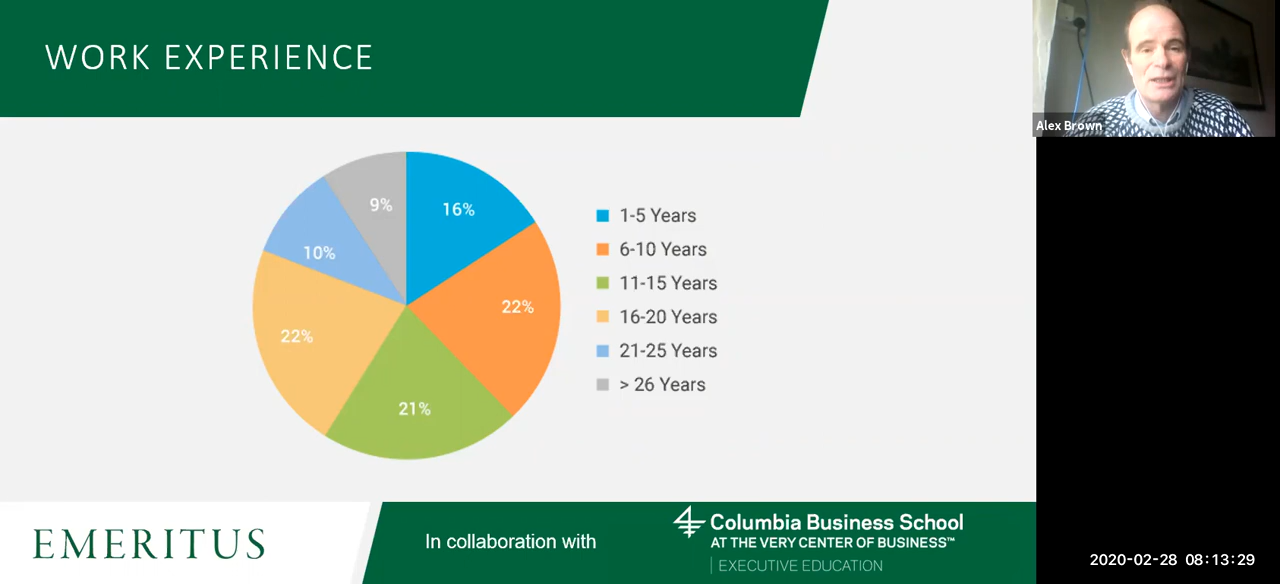 WORK EXPERIENCE
Alex Brown
9%
16%
10%
22%
22%
21%
1-5 Years
6-10 Years
11-15 Years
16-20 Years
21-25 Years
> 26 Years
EMERITUS
In collaboration with
Columbia Business School
AT THE VERY CENTER OF BUSINESS™
EXECUTIVE EDUCATION
2020-02-28 08:13:29